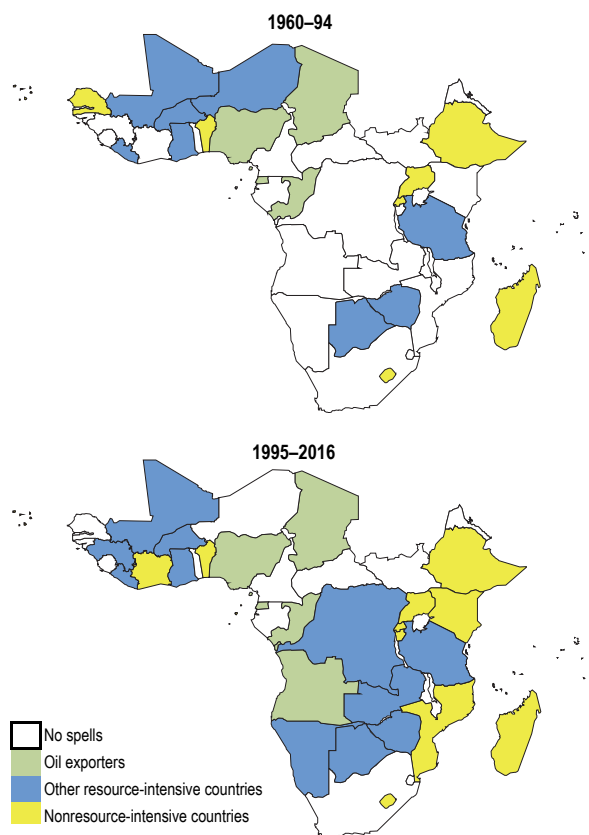 1960–94
1995–2016
No spells
Oil exporters
Other resource-intensive countries
Nonresource-intensive countries